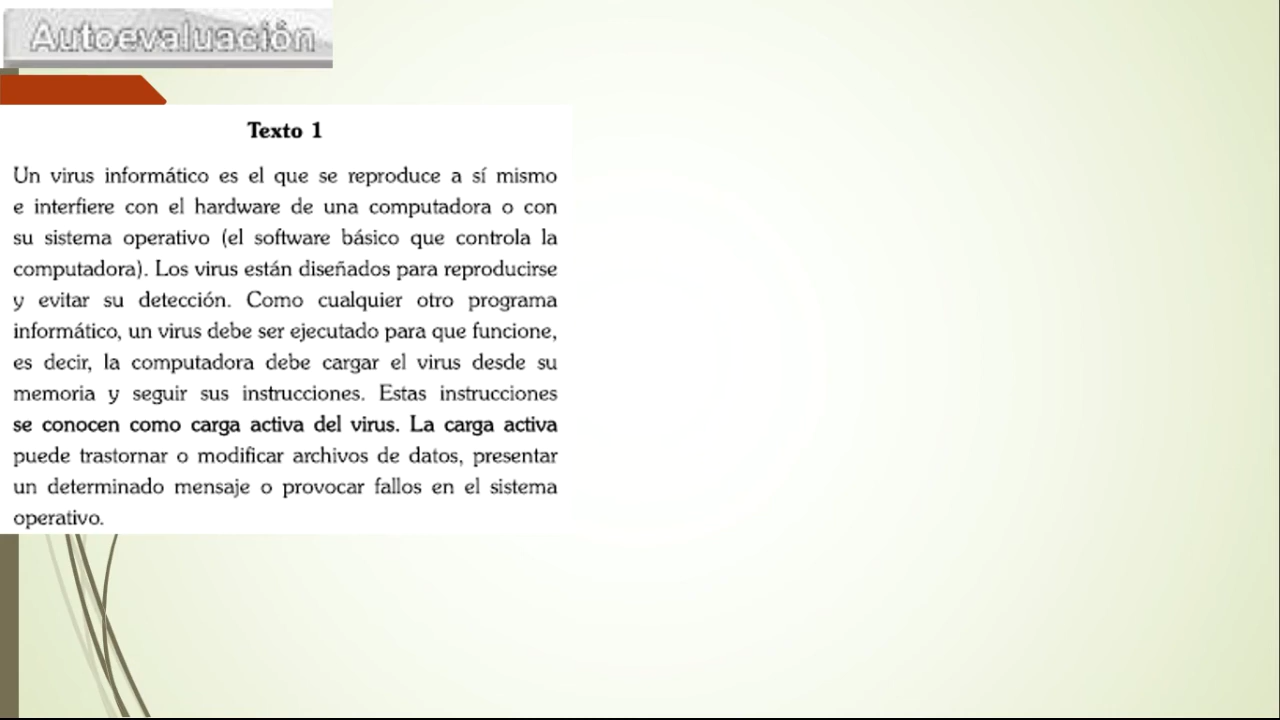 Autoevaluación
Texto 1
Un virus informático es el que se reproduce a sí mismo
e interfiere con el hardware de una computadora o con
su sistema operativo (el software básico que controla la
computadora). Los virus están diseñados para reproducirse
y evitar su detección. Como cualquier otro programa
informático, un virus debe ser ejecutado para que funcione,
es decir, la computadora debe cargar el virus desde su
memoria y seguir sus instrucciones. Estas instrucciones
se conocen como carga activa del virus. La carga activa
puede trastornar o modificar archivos de datos, presentar
un determinado mensaje o provocar fallos en el sistema
operativo.